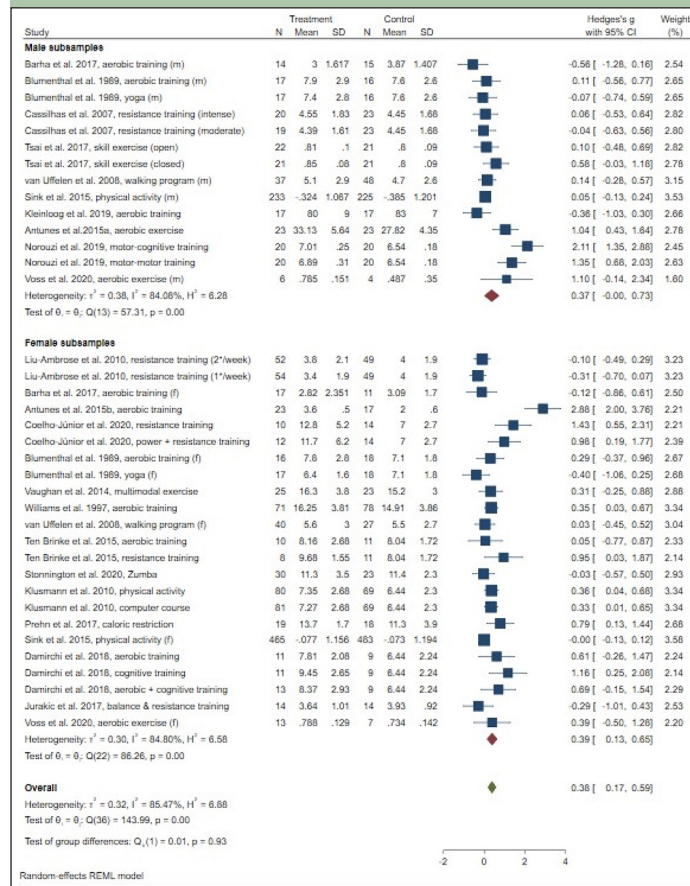 Treatment Control Hedges's g Weight
Study N Mean SD N Mean SD with 95% CI (%)
Male subsamples
Barha et al. 2017, aerobic training (m) 14 3 1.617 15 3.87 1.407 -0.56 [ -1.28, 0.16] 2.54
Blumenthal et al. 1989, aerobic training (m) 17 7.9 2.9 16 7.6 2.6 0.11 [ -0.56, 0.77] 2.65
Blumenthal et al. 1989, yoga (m) 17 7.4 2.8 16 7.6 2.6 -0.07 [ -0.74, 0.59] 2.65
Cassilhas et al. 2007, resistance training (intense) 20 4.55 1.83 23 4.45 1.68 0.06 [ -0.53, 0.64] 2.82
Cassilhas et al. 2007, resistance training (moderate) 19 4.39 1.61 23 4.45 1.68 -0.04 [ -0.63, 0.56] 2.80
Tsai et al. 2017, skill exercise (open) 22 .81 .1 21 .8 .09 0.10 [ -0.48, 0.69] 2.82
Tsai et al. 2017, skill exercise (closed) 21 .85 .08 21 .8 .09 0.58 [ -0.03, 1.18] 2.78
van Uffelen et al. 2008, walking program (m) 37 5.1 2.9 48 4.7 2.6 0.14 [ -0.28, 0.57] 3.15
Sink et al. 2015, physical activity (m) 233 -.324 1.067 225 -.385 1.201 0.05 [ -0.13, 0.24] 3.53
Kleinloog et al. 2019, aerobic training 17 80 9 17 83 7 -0.36 [ -1.03, 0.30] 2.66
Antunes et al.2015a, aerobic exercise 23 33.13 5.64 23 27.82 4.35 1.04 [ 0.43, 1.64] 2.78
Norouzi et al. 2019, motor-cognitive training 20 7.01 .25 20 6.54 .18 2.11 [ 1.35, 2.88] 2.45
Norouzi et al. 2019, motor-motor training 20 6.89 .31 20 6.54 .18 1.35 [ 0.68, 2.03] 2.63
Voss et al. 2020, aerobic exercise (m) 6 .785 .151 4 .487 .35 1.10 [ -0.14, 2.34] 1.60
Heterogeneity: τ² = 0.38, I² = 84.08%, H² = 6.28 0.37 [ -0.00, 0.73]
Test of θᵢ = θⱼ: Q(13) = 57.31, p = 0.00
Female subsamples
Liu-Ambrose et al. 2010, resistance training (2*/week) 52 3.8 2.1 49 4 1.9 -0.10 [ -0.49, 0.29] 3.23
Liu-Ambrose et al. 2010, resistance training (1*/week) 54 3.4 1.9 49 4 1.9 -0.31 [ -0.70, 0.07] 3.23
Barha et al. 2017, aerobic training (f) 17 2.82 2.351 11 3.09 1.7 -0.12 [ -0.86, 0.61] 2.50
Antunes et al. 2015b, aerobic training 23 3.6 .5 17 2 .6 2.88 [ 2.00, 3.76] 2.21
Coelho-Júnior et al. 2020, resistance training 10 12.8 5.2 14 7 2.7 1.43 [ 0.55, 2.31] 2.21
Coelho-Júnior et al. 2020, power + resistance training 12 11.7 6.2 14 7 2.7 0.98 [ 0.19, 1.77] 2.39
Blumenthal et al. 1989, aerobic training (f) 16 7.8 2.8 18 7.1 1.8 0.29 [ -0.37, 0.96] 2.67
Blumenthal et al. 1989, yoga (f) 17 6.4 1.6 18 7.1 1.8 -0.40 [ -1.06, 0.25] 2.68
Vaughan et al. 2014, multimodal exercise 25 16.3 3.8 23 15.2 3 0.31 [ -0.25, 0.88] 2.88
Williams et al. 1997, aerobic training 71 16.25 3.81 78 14.91 3.86 0.35 [ 0.03, 0.67] 3.34
van Uffelen et al. 2008, walking program (f) 40 5.6 3 27 5.5 2.7 0.03 [ -0.45, 0.52] 3.04
Ten Brinke et al. 2015, aerobic training 10 8.16 2.68 11 8.04 1.72 0.05 [ -0.77, 0.87] 2.33
Ten Brinke et al. 2015, resistance training 8 9.68 1.55 11 8.04 1.72 0.95 [ 0.03, 1.87] 2.14
Stonnington et al. 2020, Zumba 30 11.3 3.5 23 11.4 2.3 -0.03 [ -0.57, 0.50] 2.93
Klusmann et al. 2010, physical activity 80 7.35 2.68 69 6.44 2.3 0.36 [ 0.04, 0.68] 3.34
Klusmann et al. 2010, computer course 81 7.27 2.68 69 6.44 2.3 0.33 [ 0.01, 0.65] 3.34
Prehn et al. 2017, caloric restriction 19 13.7 1.7 18 11.3 3.9 0.79 [ 0.13, 1.44] 2.68
Sink et al. 2015, physical activity (f) 465 -.077 1.156 483 -.073 1.194 -0.00 [ -0.13, 0.12] 3.58
Damirchi et al. 2018, aerobic training 11 7.81 2.08 9 6.44 2.24 0.61 [ -0.26, 1.47] 2.24
Damirchi et al. 2018, cognitive training 11 9.45 2.65 9 6.44 2.24 1.16 [ 0.25, 2.08] 2.14
Damirchi et al. 2018, aerobic + cognitive training 13 8.37 2.93 9 6.44 2.24 0.69 [ -0.15, 1.54] 2.29
Jurakic et al. 2017, balance & resistance training 14 3.64 1.01 14 3.93 .92 -0.29 [ -1.01, 0.43] 2.53
Voss et al. 2020, aerobic exercise (f) 13 .788 .129 7 .734 .142 0.39 [ -0.50, 1.28] 2.20
Heterogeneity: τ² = 0.30, I² = 84.80%, H² = 6.58 0.39 [ 0.13, 0.65]
Test of θᵢ = θⱼ: Q(22) = 86.26, p = 0.00
Overall 0.38 [ 0.17, 0.59]
Heterogeneity: τ² = 0.32, I² = 85.47%, H² = 6.88
Test of θᵢ = θⱼ: Q(36) = 143.99, p = 0.00
Test of group differences: Qᵦ(1) = 0.01, p = 0.93
-2 0 2 4
Random-effects REML model